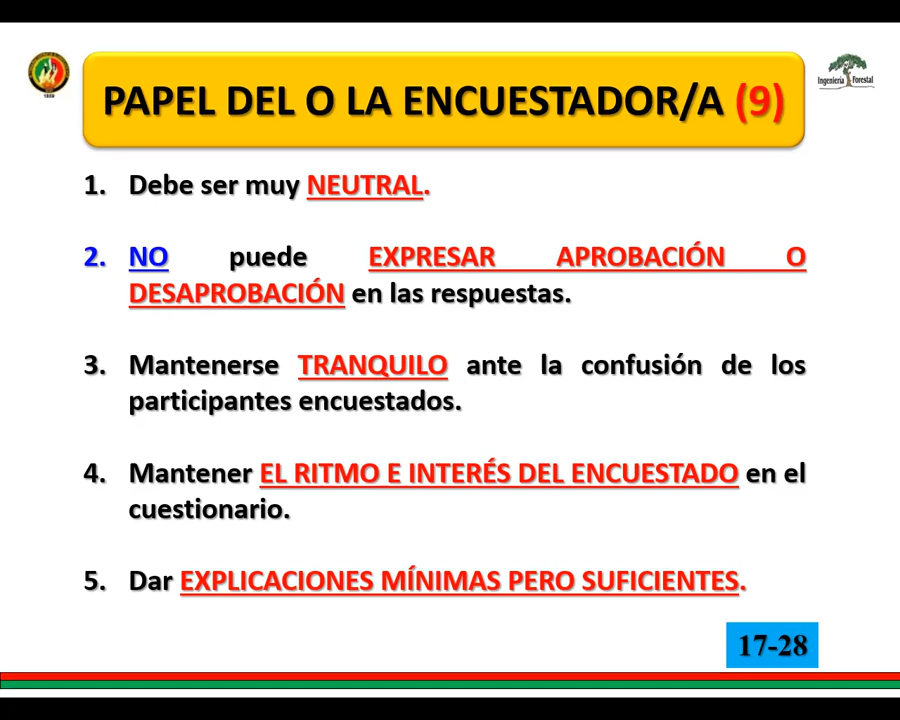 PAPEL DEL O LA ENCUESTADOR/A (9)
1859
Ingeniería Forestal
1. Debe ser muy NEUTRAL.
2. NO puede EXPRESAR APROBACIÓN O
DESAPROBACIÓN en las respuestas.
3. Mantenerse TRANQUILO ante la confusión de los
participantes encuestados.
4. Mantener EL RITMO E INTERÉS DEL ENCUESTADO en el
cuestionario.
5. Dar EXPLICACIONES MÍNIMAS PERO SUFICIENTES.
17-28